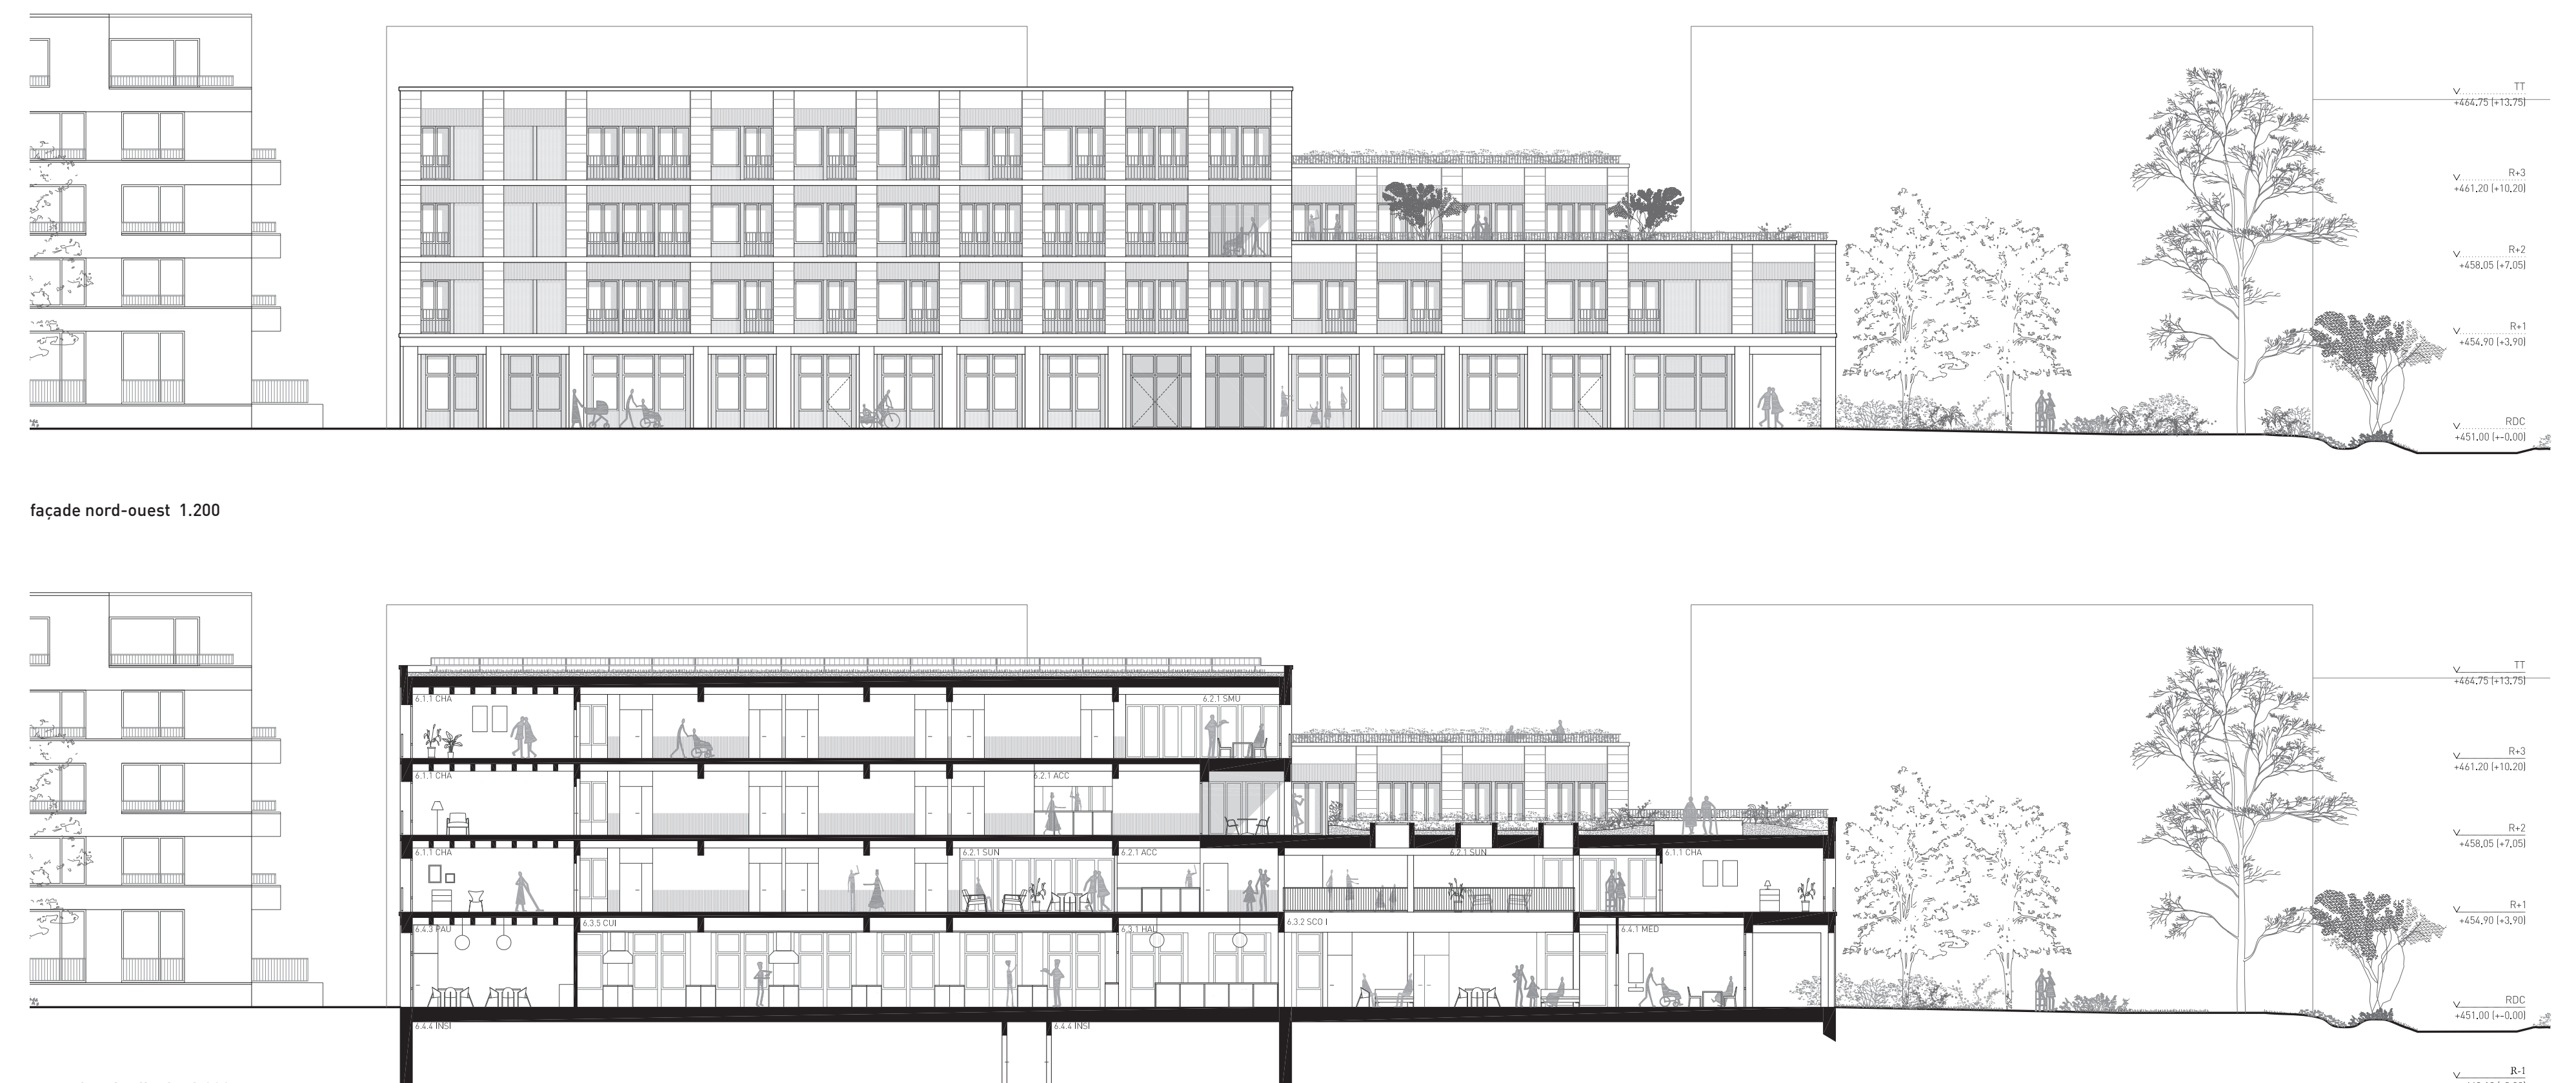 TT
+464.75 (+13.75)
R+3
+461.20 (+10.20)
R+2
+458.05 (+7.05)
R+1
+454.90 (+3.90)
RDC
+451.00 (+-0.00)
façade nord-ouest 1.200
TT
+464.75 (+13.75)
6.1.1 CHA
6.2.1 SMU
R+3
+461.20 (+10.20)
6.1.1 CHA
6.2.1 ACC
R+2
+458.05 (+7.05)
6.1.1 CHA
6.2.1 SUN
6.2.1 ACC
6.2.1 SUN
6.1.1 CHA
R+1
+454.90 (+3.90)
6.4.3 PAU
6.3.5 CUI
6.3.1 HAL
6.3.2 SCO I
6.4.1 MED
RDC
+451.00 (+-0.00)
6.4.4 INSI
6.4.4 INSI
R-1